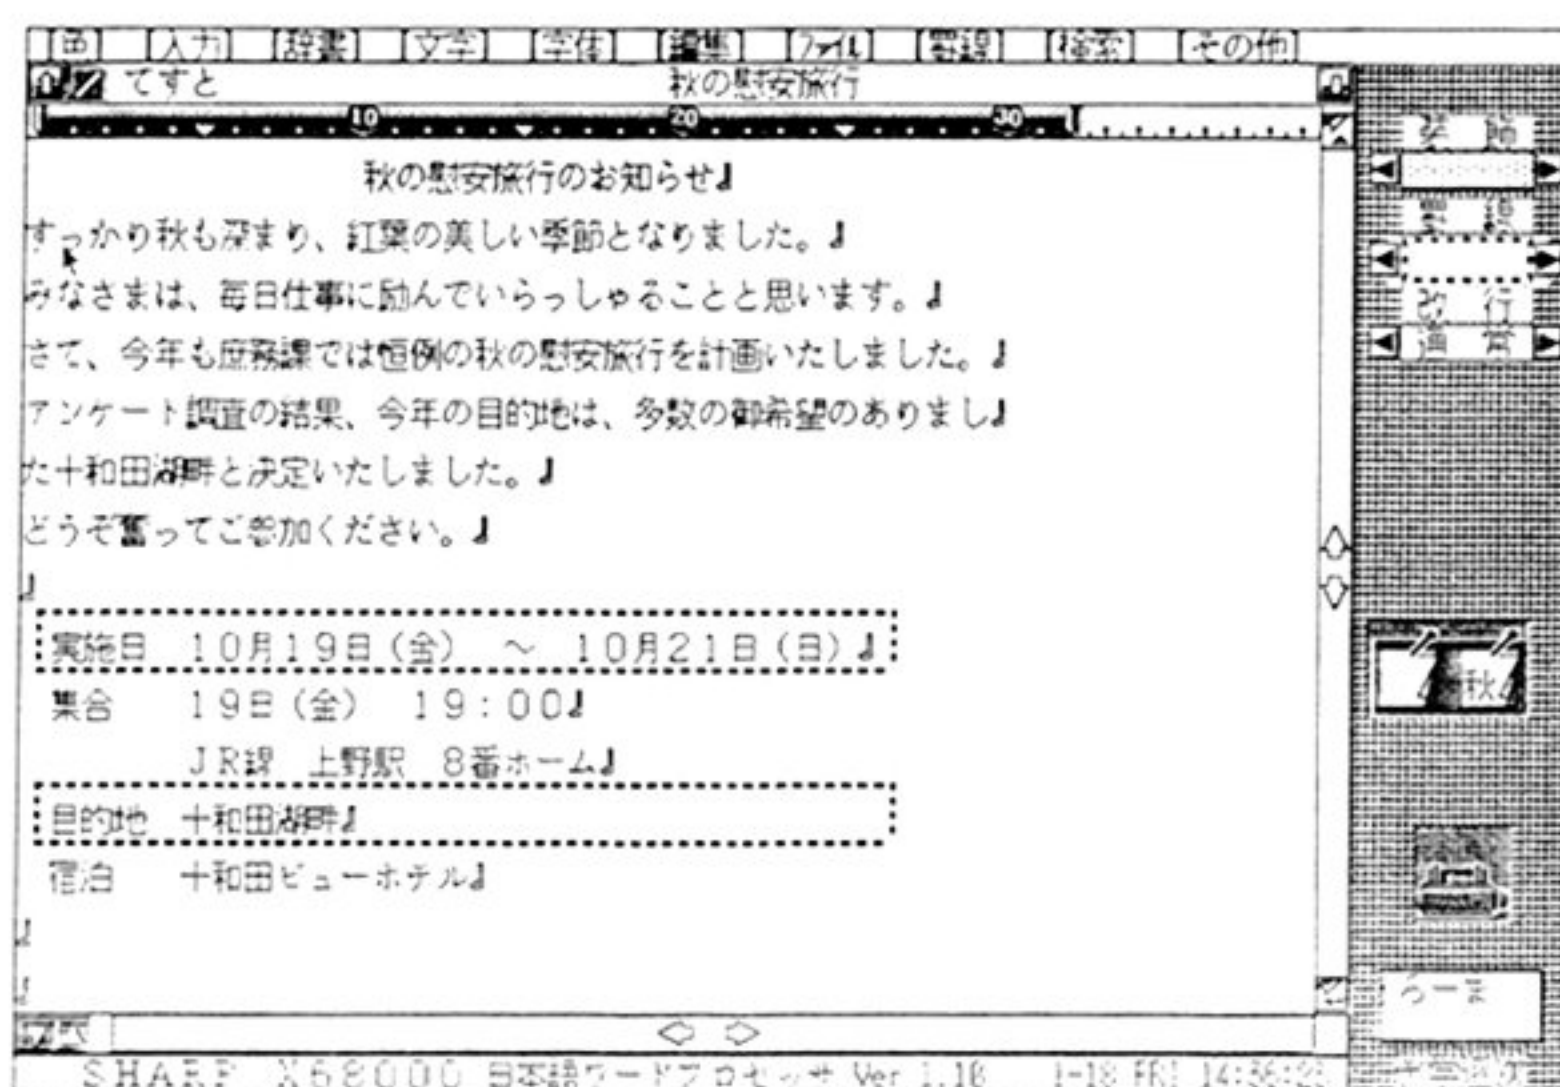 [色] [入力] [辞書] [文字] [字体] [編集] [ファイル] [罫線] [検索] [その他]
てすと 秋の慰安旅行
10 20 30
秋の慰安旅行のお知らせ
すっかり秋も深まり、紅葉の美しい季節となりました。
みなさまは、毎日仕事に励んでいらっしゃることと思います。
さて、今年も庶務課では恒例の秋の慰安旅行を計画いたしました。
アンケート調査の結果、今年の目的地は、多数の御希望のありまし
た十和田湖畔と決定いたしました。
どうぞ奮ってご参加ください。
実施日 10月19日(金) ～ 10月21日(日)
集合 19日(金) 19:00
JR線 上野駅 8番ホーム
目的地 十和田湖畔
宿泊 十和田ビューホテル
装飾
罫線
改行
通常
秋
ろーま
SHARP X68000 日本語ワードプロセッサ Ver 1.10 1-18 FRI 14:36